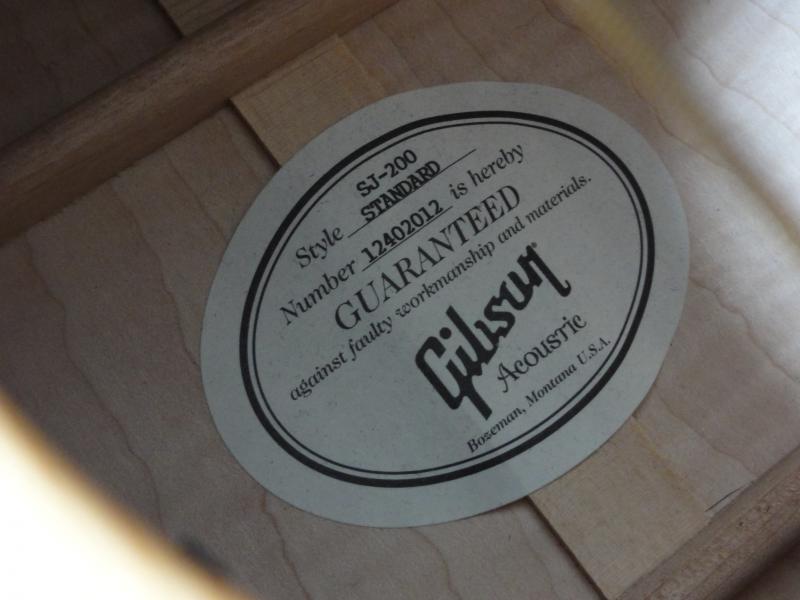 SJ-200
Style STANDARD
Number 12402012 is hereby
GUARANTEED
against faulty workmanship and materials.
Gibson®
Acoustic
Bozeman, Montana U.S.A.